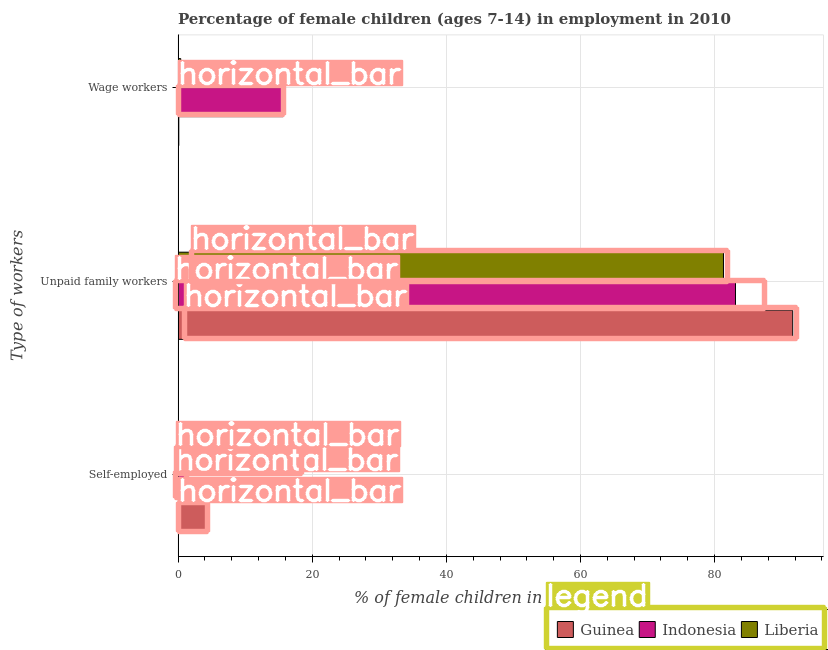 Percentage of female children (ages 7-14) in employment in 2010
horizontal_bar
Wage workers
horizontal_bar
horizontal_bar
Unpaid family workers
horizontal_bar
Type of workers
horizontal_bar
horizontal_bar
Self-employed
horizontal_bar
0 20 40 60 80
% of female children in
legend
Guinea Indonesia Liberia